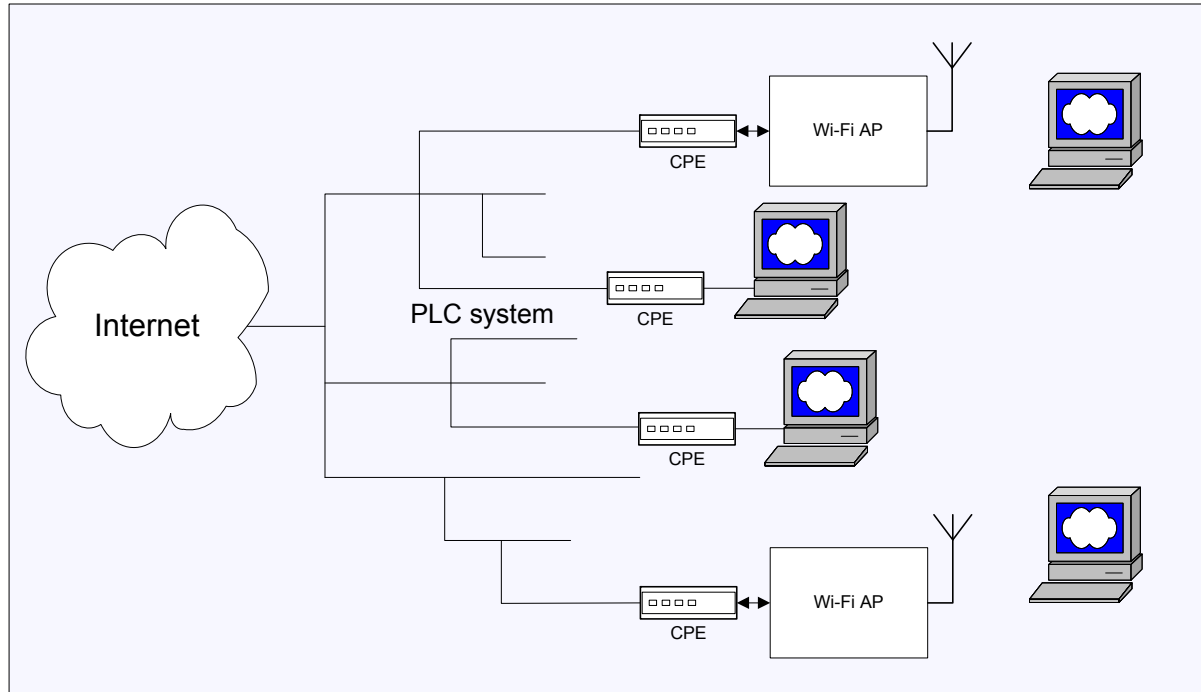 Wi-Fi AP
CPE
Internet
PLC system
CPE
CPE
Wi-Fi AP
CPE